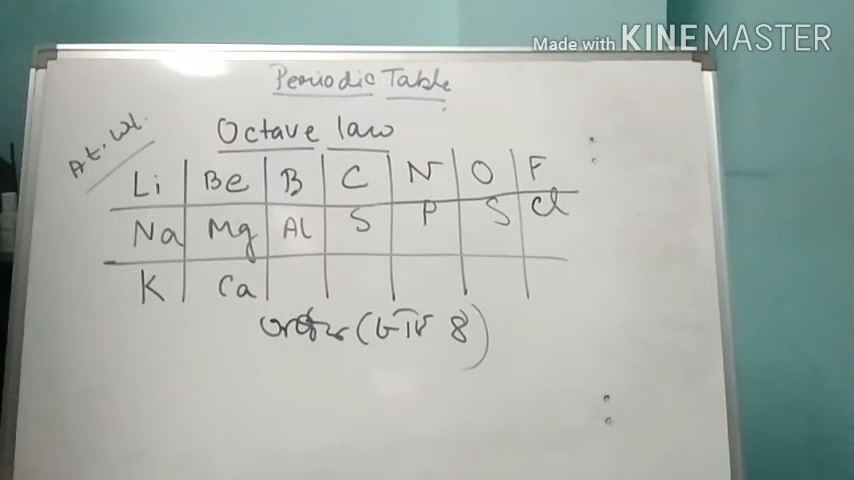 Made with KINEMASTER
Periodic Table
At. Wt.
Octave law
Li Be B C N O F
Na Mg Al S P S Cl
K Ca
8